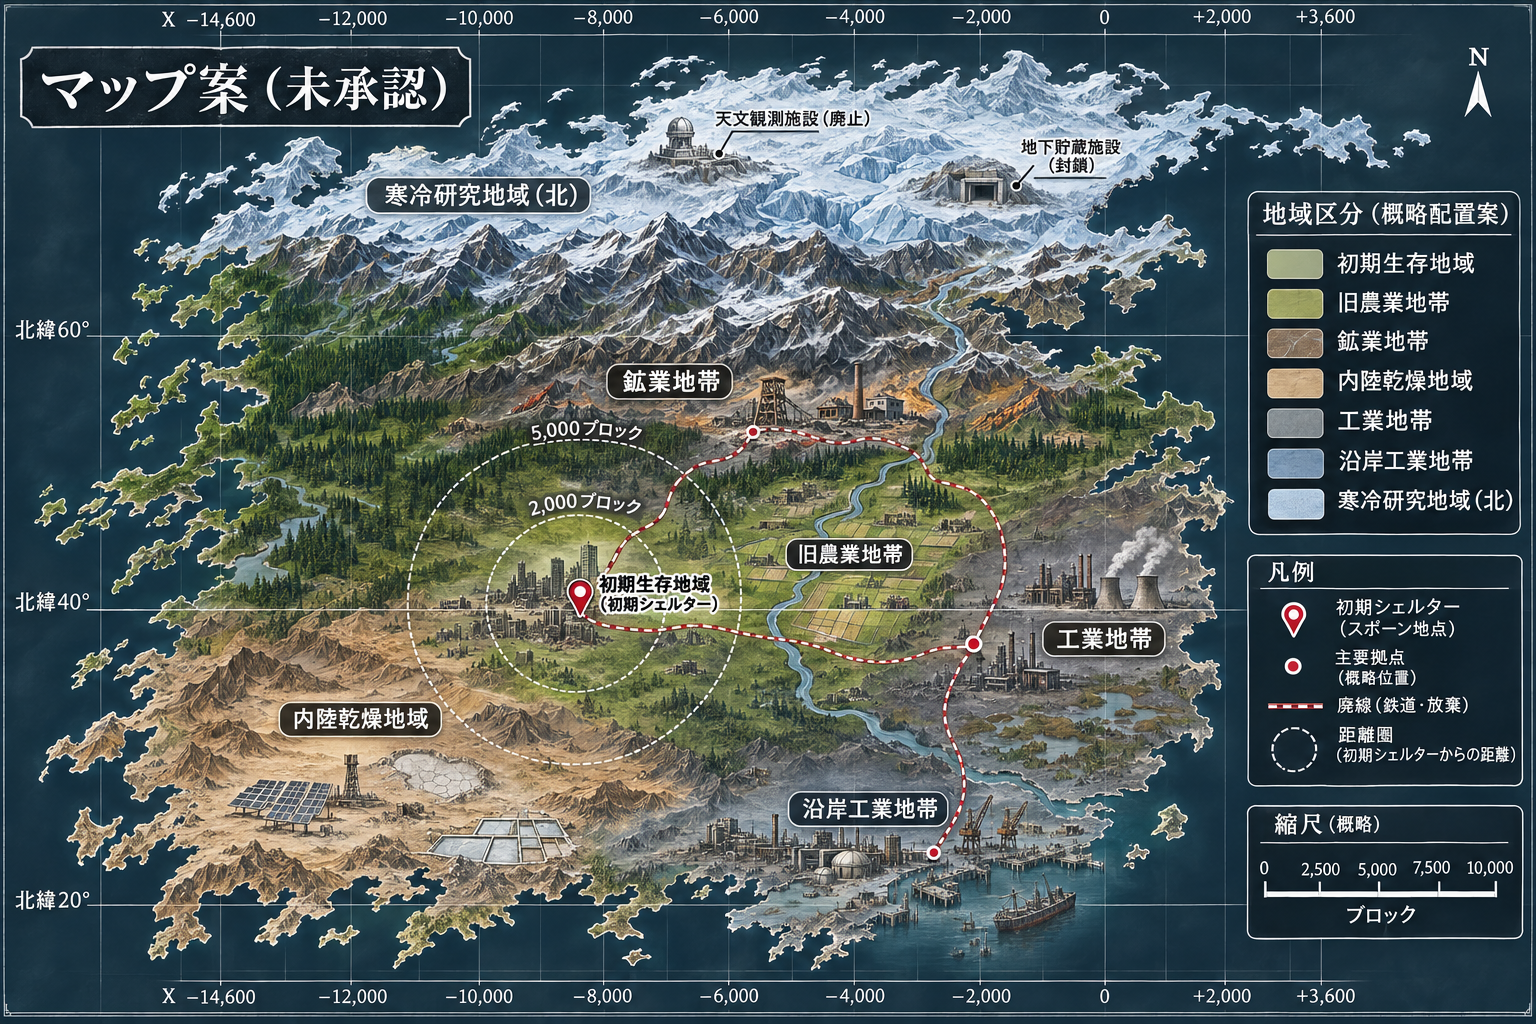 X −14,600 −12,000 −10,000 −8,000 −6,000 −4,000 −2,000 0 +2,000 +3,600
マップ案（未承認）
N
天文観測施設（廃止）
地下貯蔵施設
（封鎖）
寒冷研究地域（北）
地域区分（概略配置案）
初期生存地域
旧農業地帯
鉱業地帯
内陸乾燥地域
工業地帯
沿岸工業地帯
寒冷研究地域（北）
北緯60°
鉱業地帯
5,000ブロック
2,000ブロック
旧農業地帯
初期生存地域
（初期シェルター）
北緯40°
工業地帯
内陸乾燥地域
沿岸工業地帯
北緯20°
凡例
初期シェルター
（スポーン地点）
主要拠点
（概略位置）
廃線（鉄道・放棄）
距離圏
（初期シェルターからの距離）
縮尺（概略）
0 2,500 5,000 7,500 10,000
ブロック
X −14,600 −12,000 −10,000 −8,000 −6,000 −4,000 −2,000 0 +2,000 +3,600